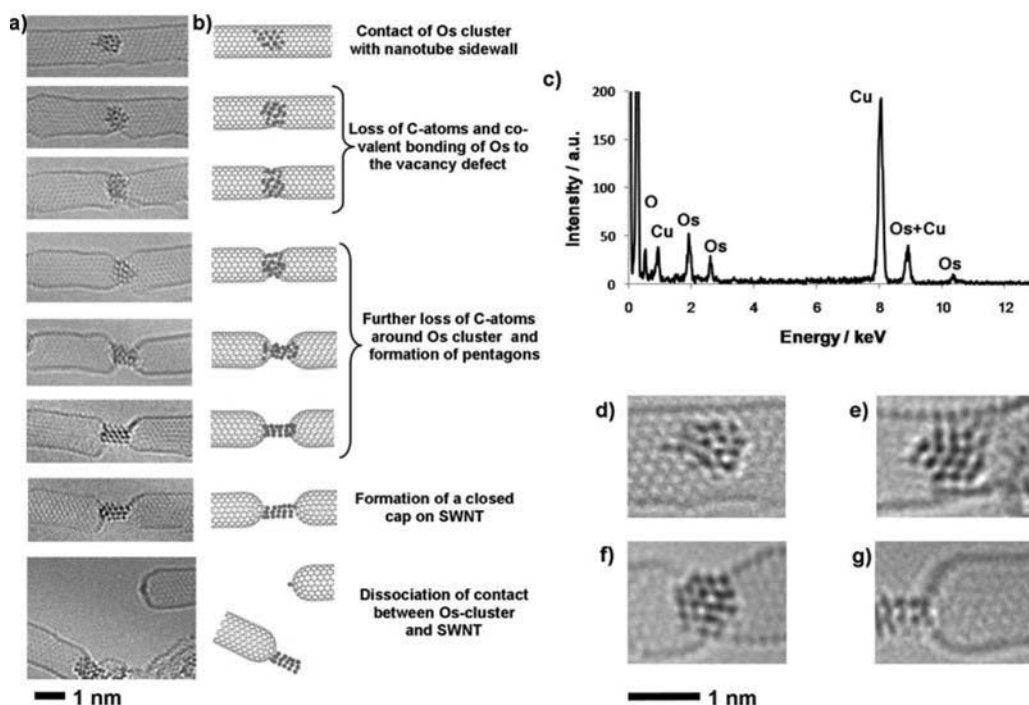 a)
b)
Contact of Os cluster
with nanotube sidewall
Loss of C-atoms and co-
valent bonding of Os to
the vacancy defect
Further loss of C-atoms
around Os cluster and
formation of pentagons
Formation of a closed
cap on SWNT
Dissociation of contact
between Os-cluster
and SWNT
1 nm
c)
Intensity / a.u.
200
150
100
50
0
O
Cu
Os
Os
Cu
Os+Cu
Os
0 2 4 6 8 10 12
Energy / keV
d)
e)
f)
g)
1 nm